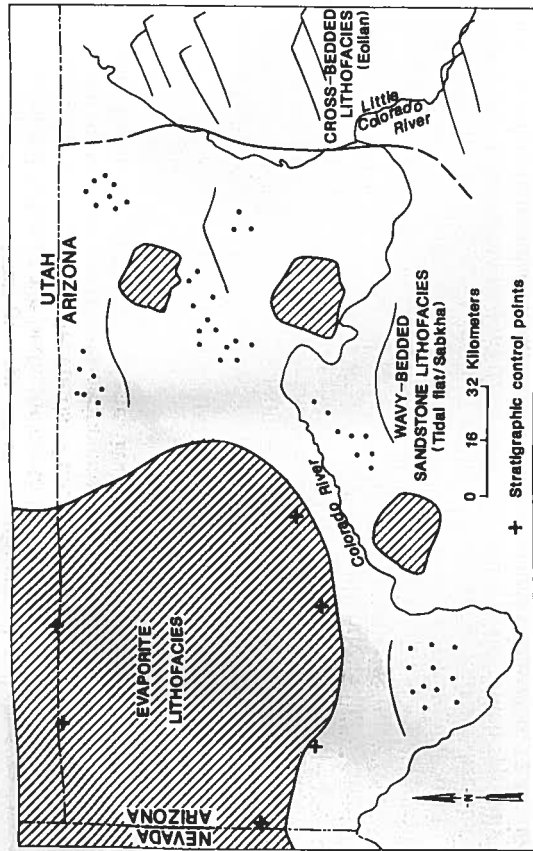 UTAH
ARIZONA
NEVADA
ARIZONA
EVAPORITE
LITHOFACIES
CROSS-BEDDED
LITHOFACIES
(Eolian)
Little
Colorado
River
Colorado River
WAVY-BEDDED
SANDSTONE LITHOFACIES
(Tidal flat/Sabkha)
0 16 32 Kilometers
+ Stratigraphic control points
N